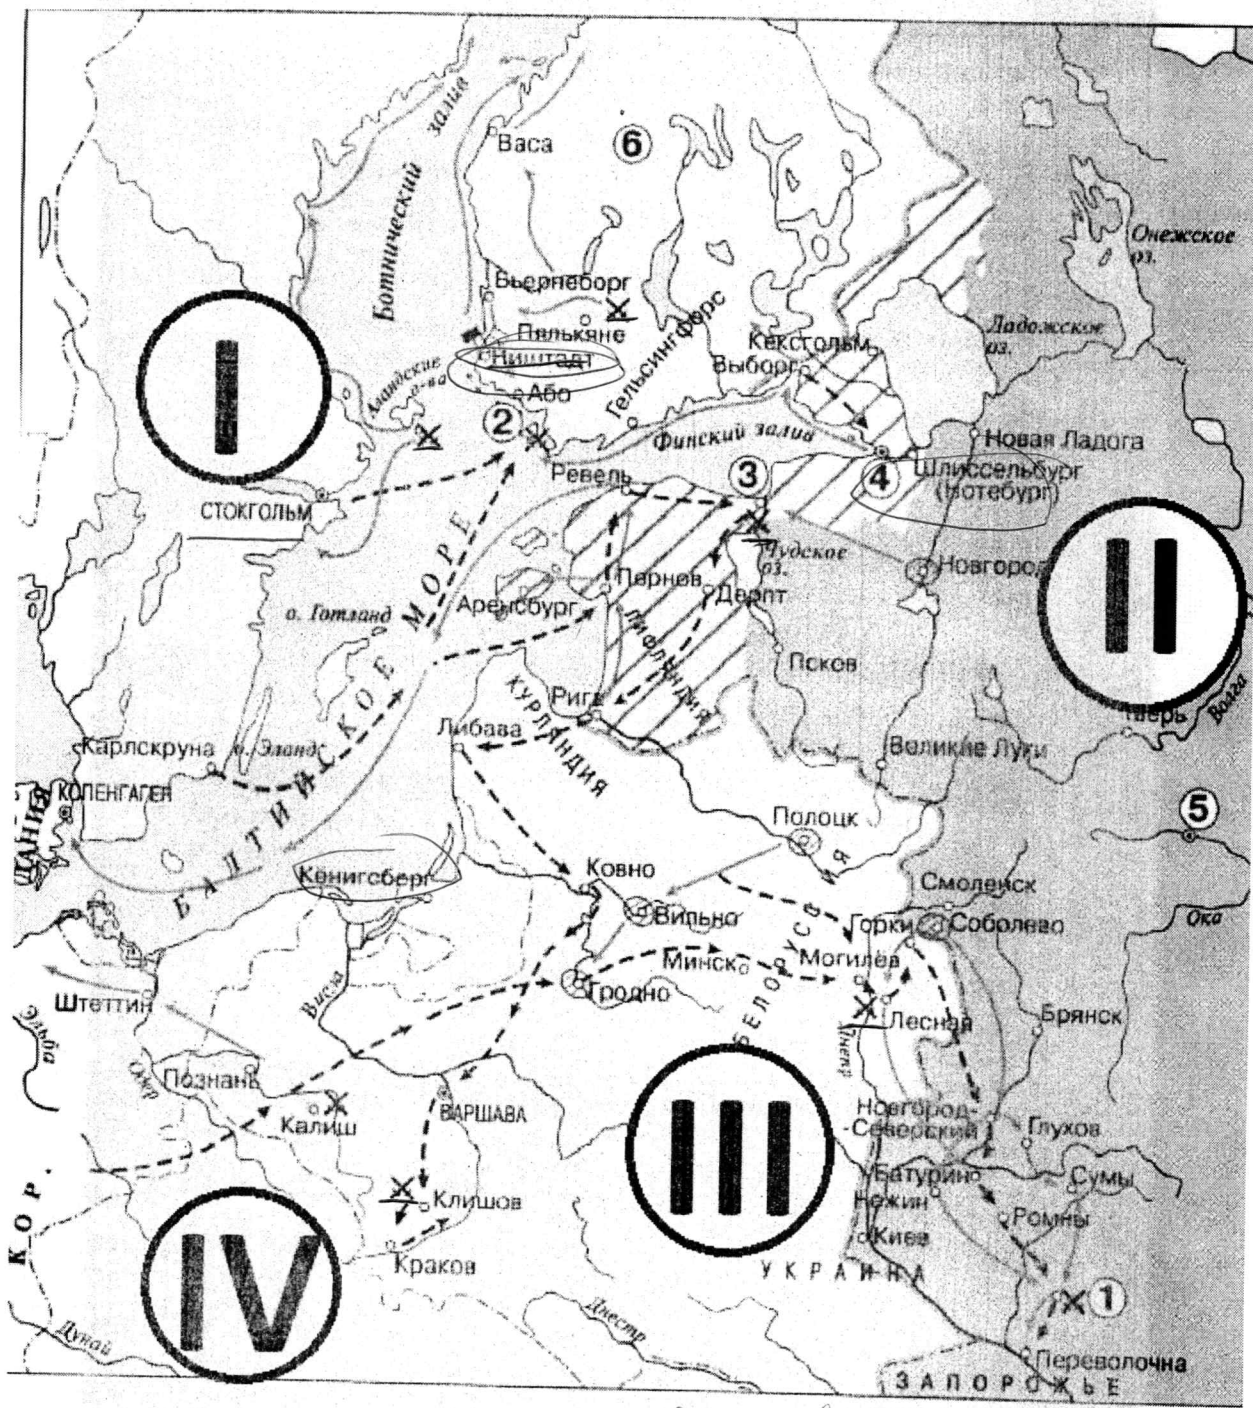 залив
Ботнический
Васа
6
Онежское
оз.
Бьернеборг
Пялькяне
Ништадт
Або
Аландские
о-ва
Гельсингфорс
Кексгольм
Выборг
Ладожское
оз.
I
2
Финский залив
3
4
Новая Ладога
Шлиссельбург
(Нотебург)
СТОКГОЛЬМ
Ревель
Чудское
оз.
Новгород
II
Пернов
Дерпт
Аренсбург
о. Готланд
ЛИФЛЯНДИЯ
Псков
Рига
КУРЛЯНДИЯ
Либава
Карлскруна
о. Эланд
БАЛТИЙСКОЕ МОРЕ
Великие Луки
Тверь
Волга
КОПЕНГАГЕН
ДАНИЯ
5
Полоцк
Кенигсберг
Ковно
Вильно
Смоленск
Горки
Соболево
Ока
БЕЛОРУССИЯ
Минск
Могилев
Гродно
Висла
Штеттин
Эльба
Одер
Лесная
Днепр
Брянск
Познань
Калиш
ВАРШАВА
III
Новгород-
-Северский
Глухов
Батурин
Сумы
Нежин
Ромны
Киев
Клишов
Краков
КОР.
IV
УКРАИНА
1
Дунай
Днестр
Переволочна
ЗАПОРОЖЬЕ